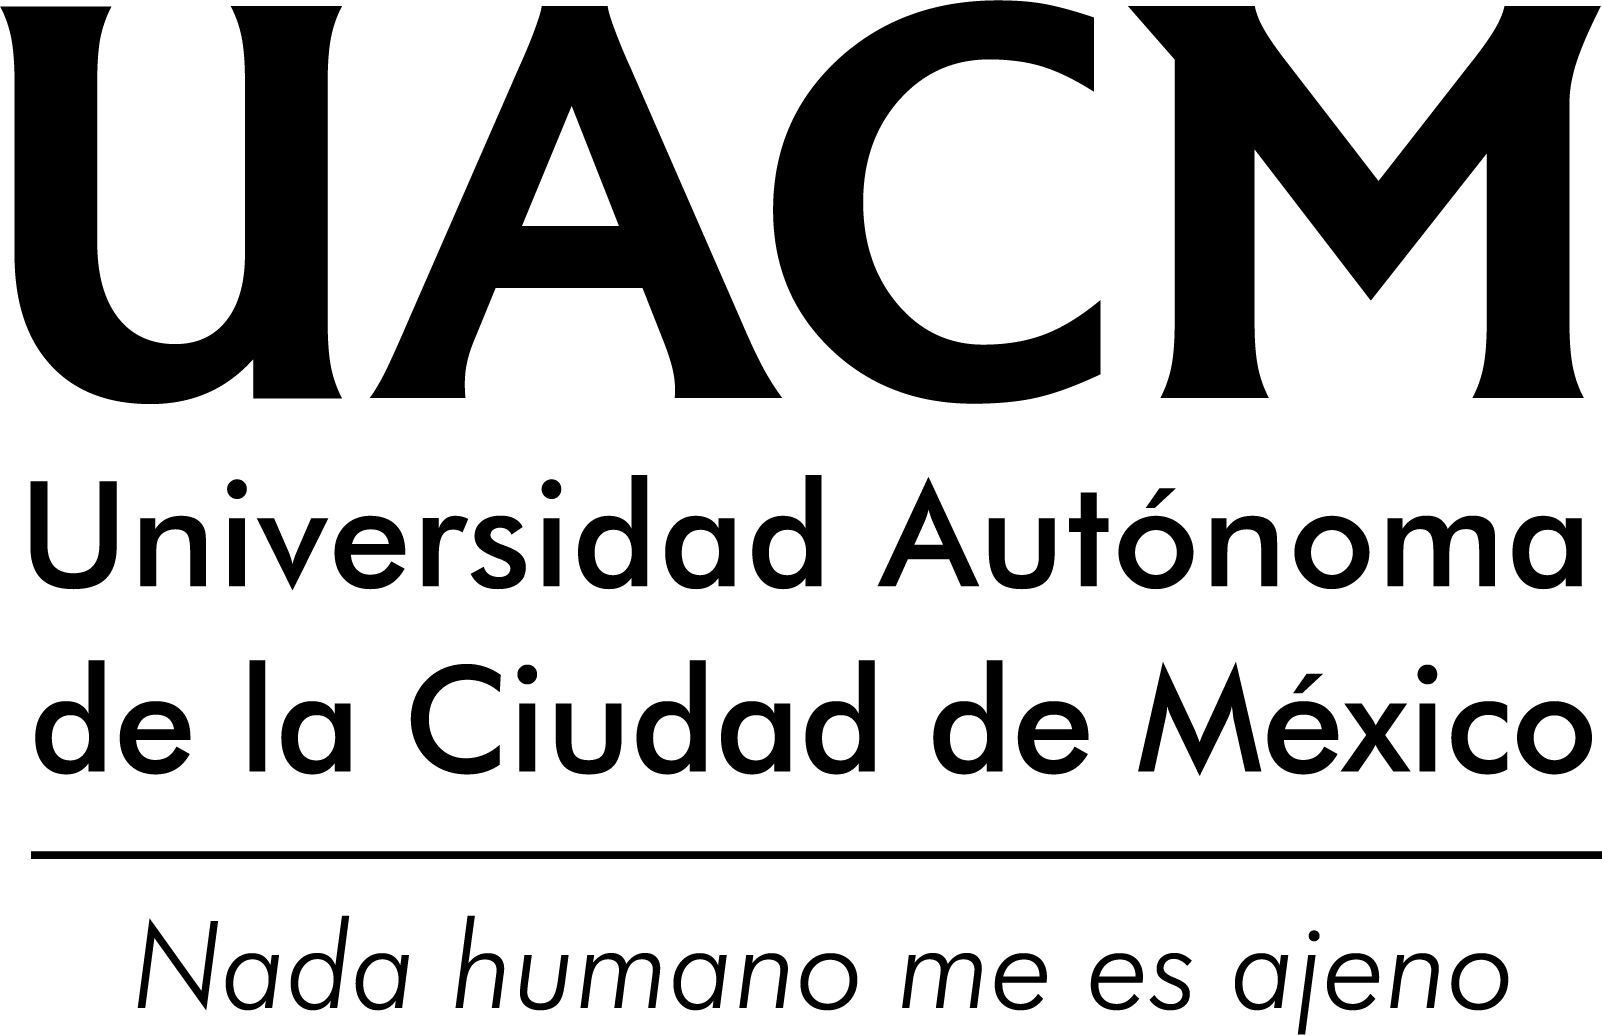 UACM
Universidad Autónoma
de la Ciudad de México
Nada humano me es ajeno